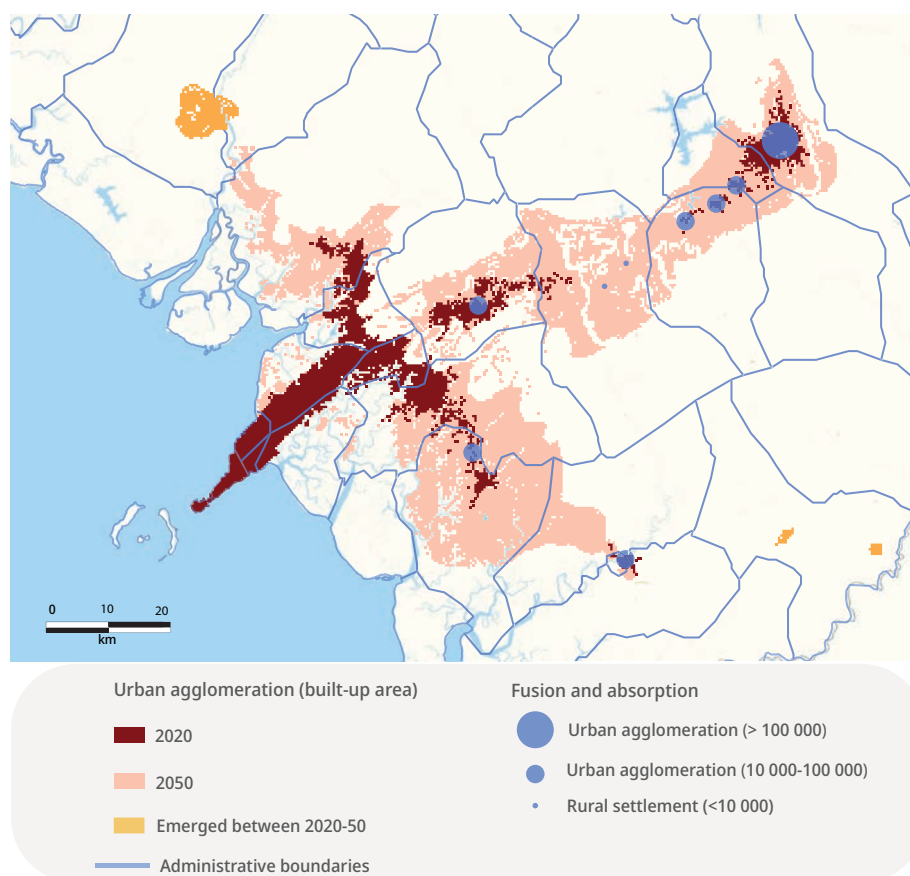 0 10 20
km
Urban agglomeration (built-up area)
2020
2050
Emerged between 2020-50
Administrative boundaries
Fusion and absorption
Urban agglomeration (> 100 000)
Urban agglomeration (10 000-100 000)
Rural settlement (<10 000)